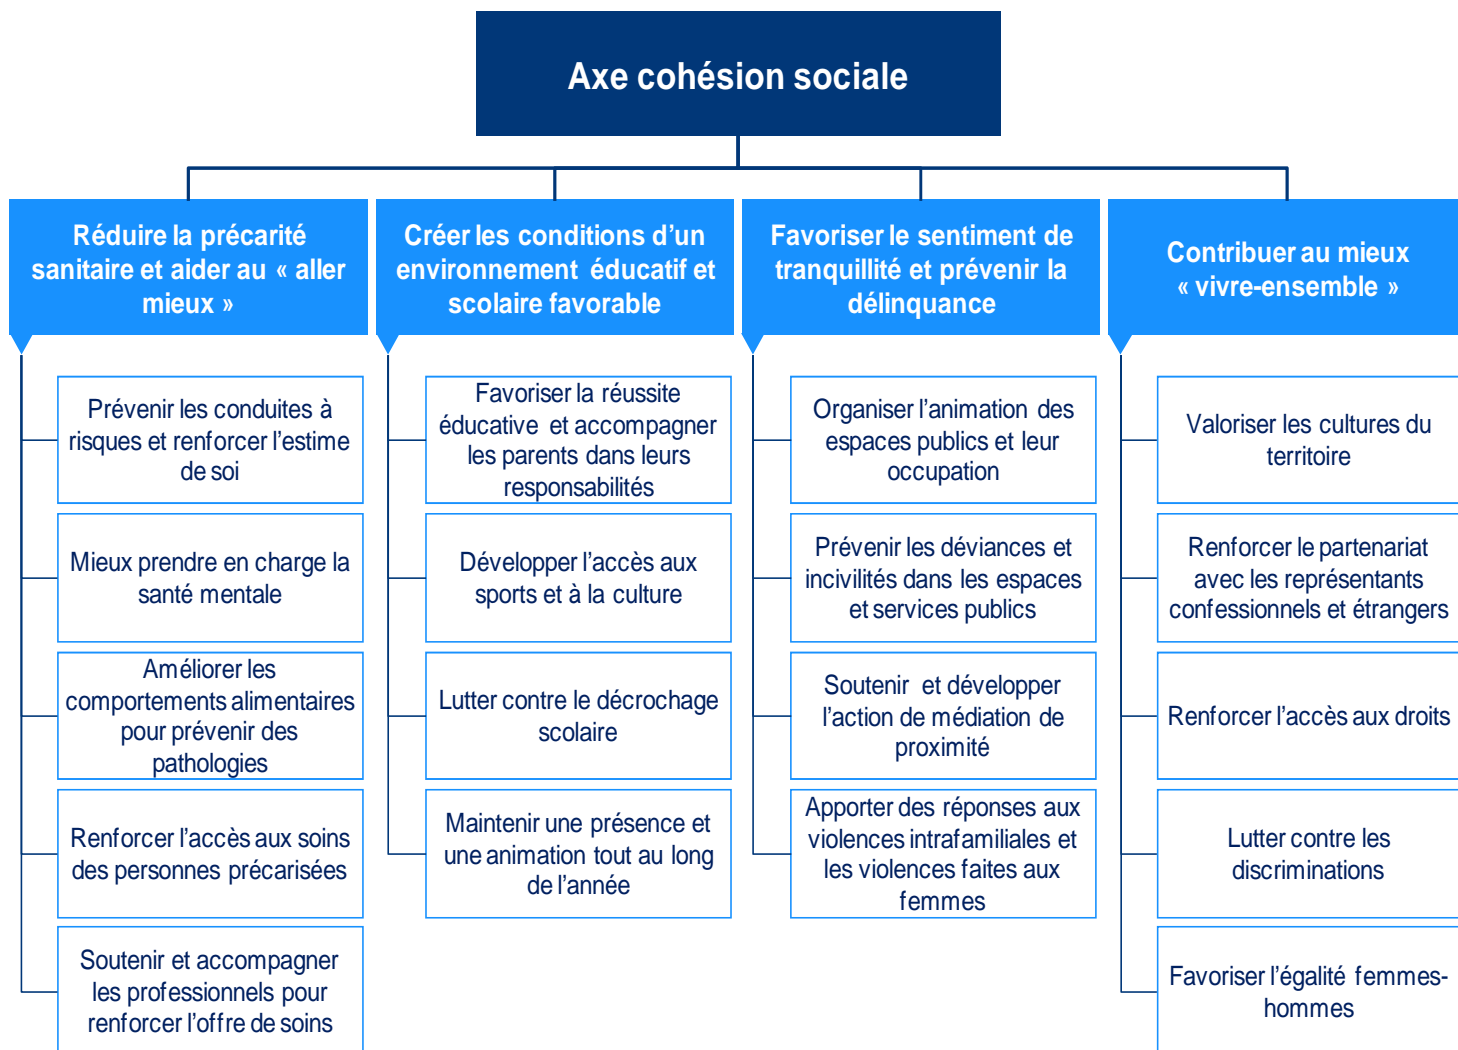 Axe cohésion sociale
Réduire la précarité
sanitaire et aider au « aller
mieux »
Prévenir les conduites à
risques et renforcer l’estime
de soi
Mieux prendre en charge la
santé mentale
Améliorer les
comportements alimentaires
pour prévenir des
pathologies
Renforcer l’accès aux soins
des personnes précarisées
Soutenir et accompagner
les professionnels pour
renforcer l’offre de soins
Créer les conditions d’un
environnement éducatif et
scolaire favorable
Favoriser la réussite
éducative et accompagner
les parents dans leurs
responsabilités
Développer l’accès aux
sports et à la culture
Lutter contre le décrochage
scolaire
Maintenir une présence et
une animation tout au long
de l’année
Favoriser le sentiment de
tranquillité et prévenir la
délinquance
Organiser l’animation des
espaces publics et leur
occupation
Prévenir les déviances et
incivilités dans les espaces
et services publics
Soutenir et développer
l’action de médiation de
proximité
Apporter des réponses aux
violences intrafamiliales et
les violences faites aux
femmes
Contribuer au mieux
« vivre-ensemble »
Valoriser les cultures du
territoire
Renforcer le partenariat
avec les représentants
confessionnels et étrangers
Renforcer l’accès aux droits
Lutter contre les
discriminations
Favoriser l’égalité femmes-
hommes